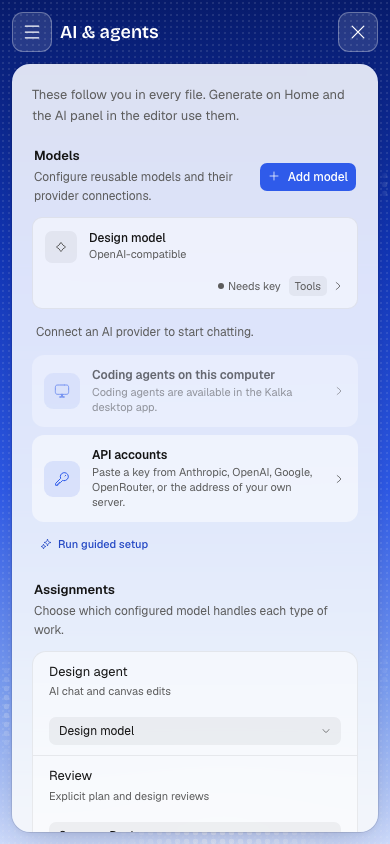 AI & agents
These follow you in every file. Generate on Home and
the AI panel in the editor use them.
Models
Configure reusable models and their
provider connections.
Add model
Design model
OpenAI-compatible
Needs key
Tools
Connect an AI provider to start chatting.
Coding agents on this computer
Coding agents are available in the Kalka
desktop app.
API accounts
Paste a key from Anthropic, OpenAI, Google,
OpenRouter, or the address of your own
server.
Run guided setup
Assignments
Choose which configured model handles each type of
work.
Design agent
AI chat and canvas edits
Design model
Review
Explicit plan and design reviews